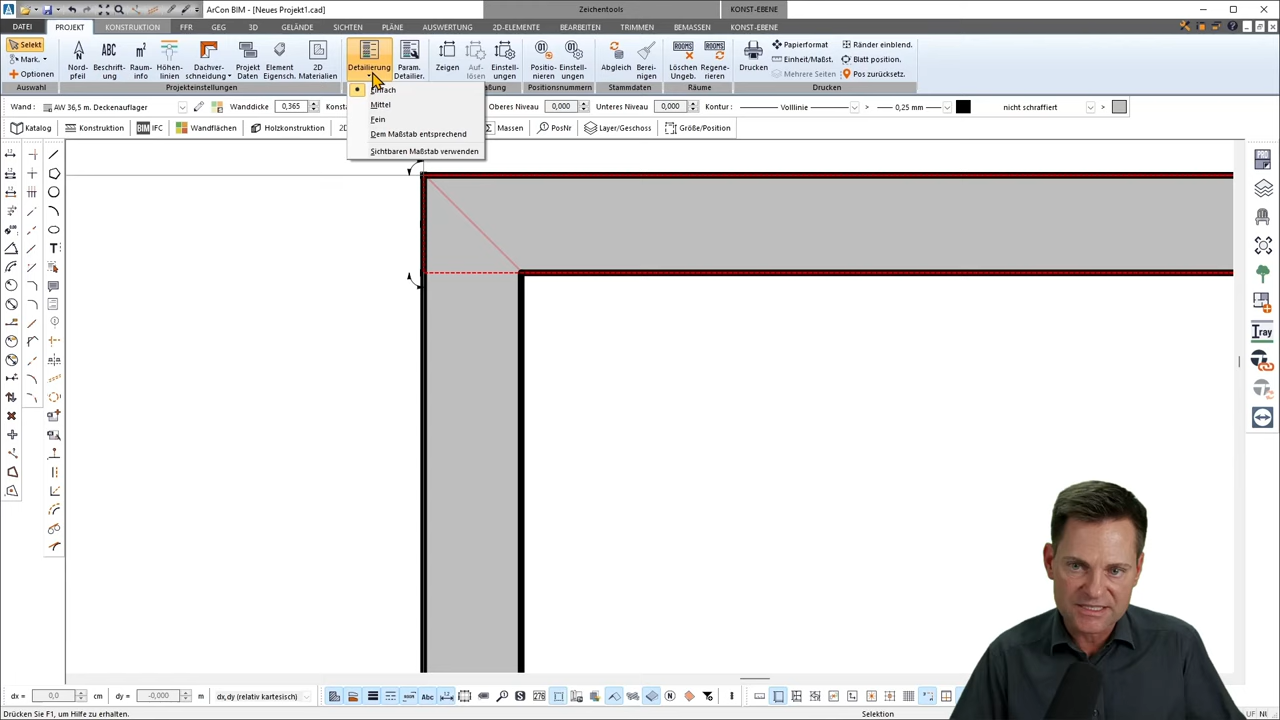 ArCon BIM - [Neues Projekt1.cad]
Zeichentools
KONST-EBENE
DATEI PROJEKT KONSTRUKTION FFR GEG 3D GELÄNDE SICHTEN PLÄNE AUSWERTUNG 2D-ELEMENTE BEARBEITEN TRIMMEN BEMASSEN KONST-EBENE
Selekt
Mark.
Optionen
Auswahl
Nord-
pfeil
ABC
Beschrift-
ung
m²
Raum-
info
Höhen-
linien
Dachver-
schneidung
Projekt
Daten
Element
Eigensch.
2D
Materialien
Projekteinstellungen
Detailierung
Param.
Detailier.
Einfach
Mittel
Fein
Dem Maßstab entsprechend
Sichtbaren Maßstab verwenden
Zeigen
Auf-
lösen
Einstell-
ungen
Positio-
nieren
Einstell-
ungen
Positionsnummern
Abgleich
Berei-
nigen
Stammdaten
ROOMS
Löschen
Ungeb.
ROOMS
Regene-
rieren
Räume
Drucken
Papierformat
Einheit/Maßst.
Mehrere Seiten
Ränder einblend.
Blatt position.
Pos zurücksetz.
Drucken
Wand : AW 36,5 m. Deckenauflager Wanddicke 0,365
Oberes Niveau 0,000 Unteres Niveau 0,000 Kontur : Volllinie 0,25 mm nicht schraffiert
Katalog Konstruktion IFC Wandflächen Holzkonstruktion
Massen PosNr Layer/Geschoss Größe/Position
Iray
dx = 0,0 cm dy = -0,000 m dx,dy (relativ kartesisch)
Drücken Sie F1, um Hilfe zu erhalten.
Selektion